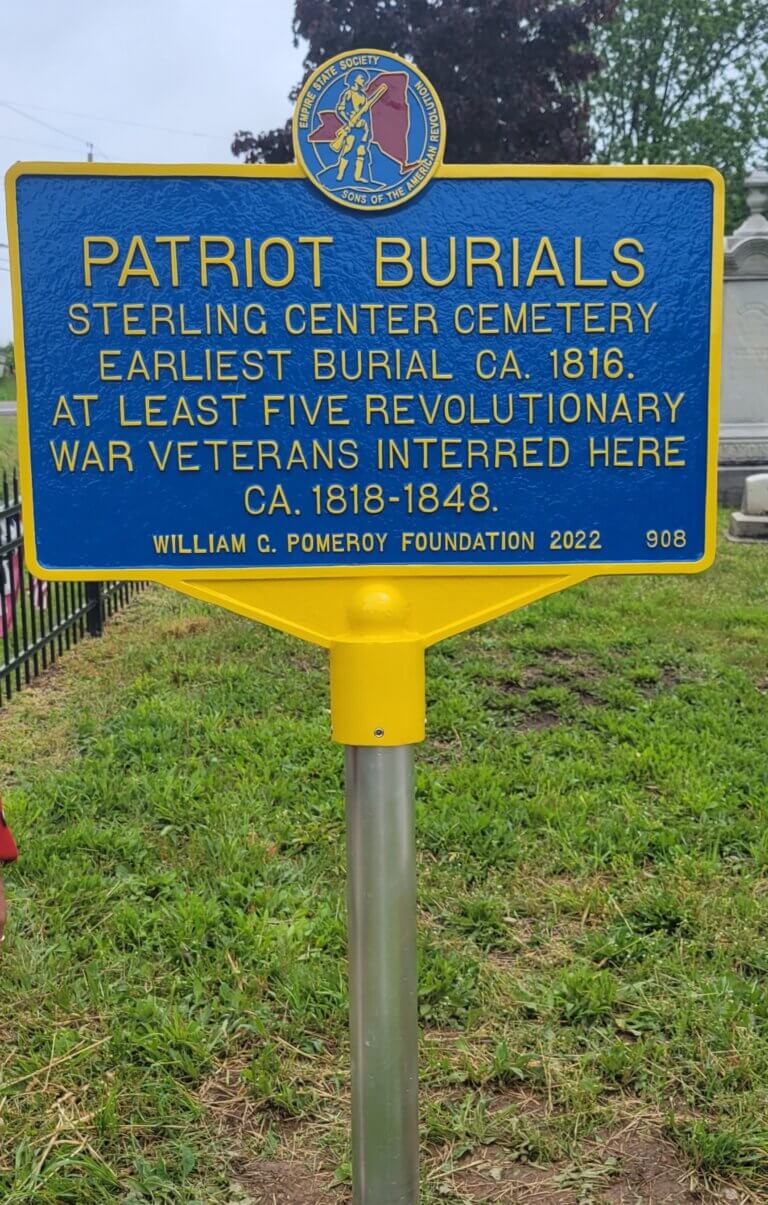 EMPIRE STATE SOCIETY
SONS OF THE AMERICAN REVOLUTION
PATRIOT BURIALS
STERLING CENTER CEMETERY
EARLIEST BURIAL CA. 1816.
AT LEAST FIVE REVOLUTIONARY
WAR VETERANS INTERRED HERE
CA. 1818-1848.
WILLIAM G. POMEROY FOUNDATION 2022 908